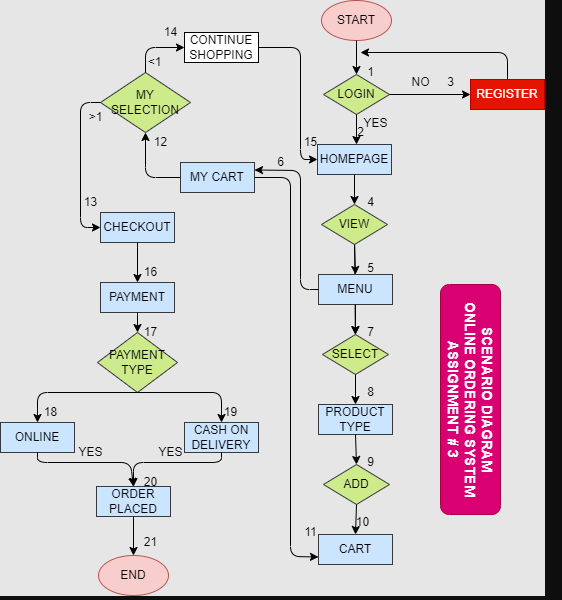 START
14
CONTINUE
SHOPPING
<1
1
LOGIN
NO 3
REGISTER
MY
SELECTION
>1
YES
2
12
15
HOMEPAGE
6
MY CART
4
13
VIEW
CHECKOUT
16
5
MENU
PAYMENT
17
7
PAYMENT
TYPE
SELECT
8
18
19
PRODUCT
TYPE
ONLINE
CASH ON
DELIVERY
YES
YES
9
20
ADD
ORDER
PLACED
10
11
21
CART
END
SCENARIO DIAGRAM
ONLINE ORDERING SYSTEM
ASSIGNMENT # 3